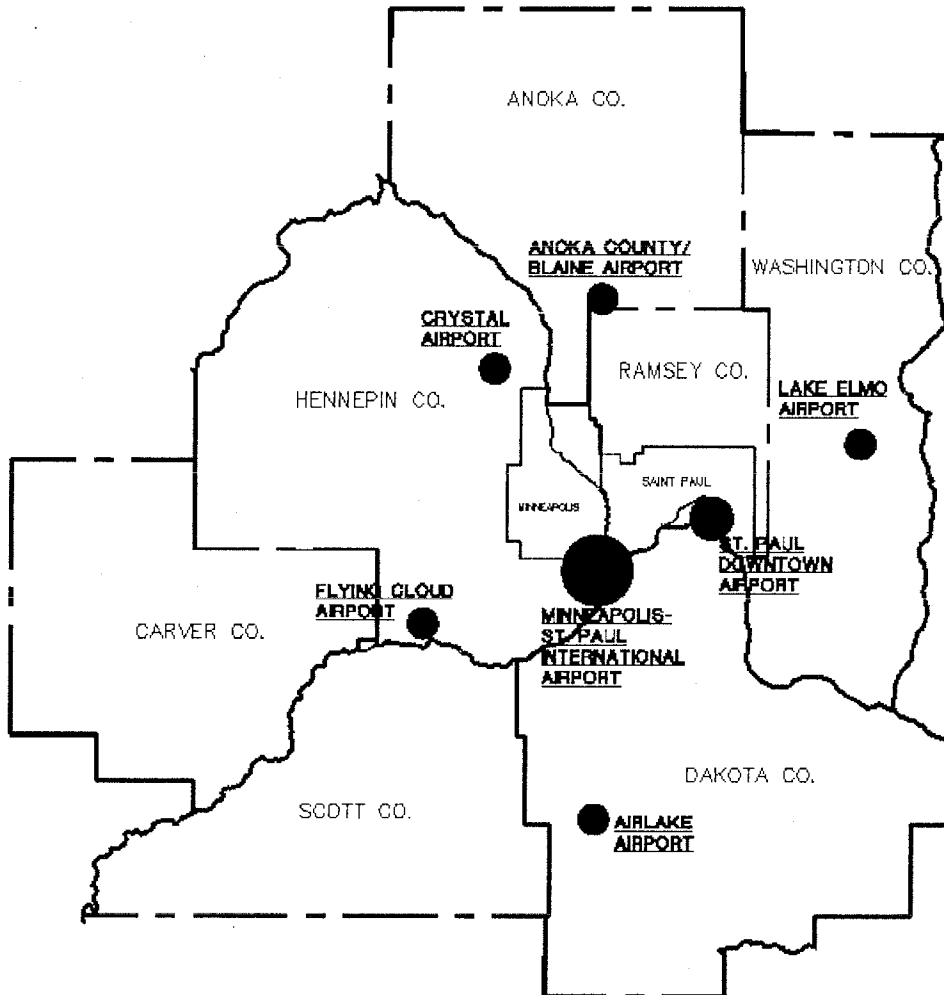 ANOKA CO.
ANOKA COUNTY/
BLAINE AIRPORT
WASHINGTON CO.
CRYSTAL
AIRPORT
RAMSEY CO.
HENNEPIN CO.
LAKE ELMO
AIRPORT
SAINT PAUL
MINNEAPOLIS
ST. PAUL
DOWNTOWN
AIRPORT
FLYING CLOUD
AIRPORT
MINNEAPOLIS-
ST. PAUL
INTERNATIONAL
AIRPORT
CARVER CO.
DAKOTA CO.
SCOTT CO.
AIRLAKE
AIRPORT